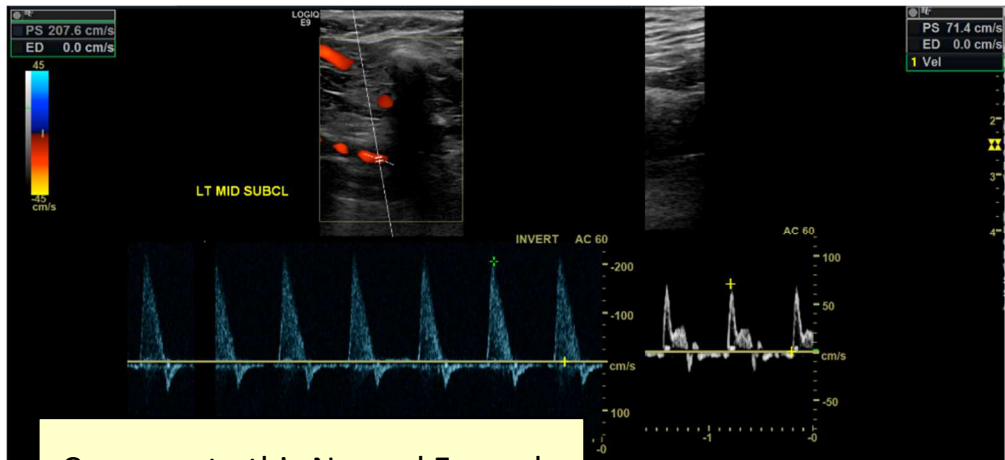 LOGIQ
E9
PS 207.6 cm/s
ED 0.0 cm/s
45
-45
cm/s
LT MID SUBCL
INVERT AC 60
-200
-100
cm/s
100
-0
PS 71.4 cm/s
ED 0.0 cm/s
1 Vel
2
3
4
AC 60
100
50
cm/s
-50
-1
-0